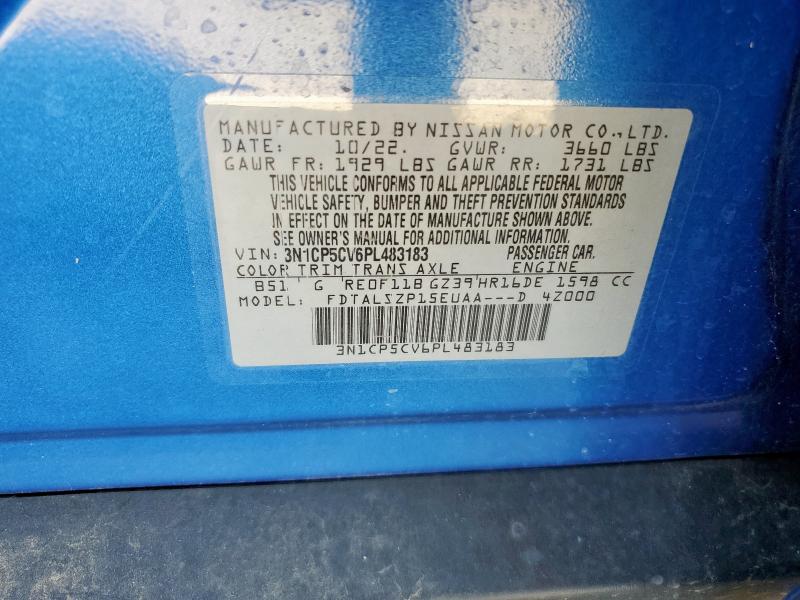 MANUFACTURED BY NISSAN MOTOR CO., LTD.
DATE: 10/22. GVWR: 3660 LBS
GAWR FR: 1929 LBS GAWR RR: 1731 LBS
THIS VEHICLE CONFORMS TO ALL APPLICABLE FEDERAL MOTOR
VEHICLE SAFETY, BUMPER AND THEFT PREVENTION STANDARDS
IN EFFECT ON THE DATE OF MANUFACTURE SHOWN ABOVE.
SEE OWNER'S MANUAL FOR ADDITIONAL INFORMATION.
VIN: 3N1CP5CV6PL483183 PASSENGER CAR.
COLOR TRIM TRANS AXLE ENGINE
B51 G RE0F11B GZ39 HR16DE 1598 CC
MODEL: FDTALSZP15EUAA---D 4Z000
3N1CP5CV6PL483183